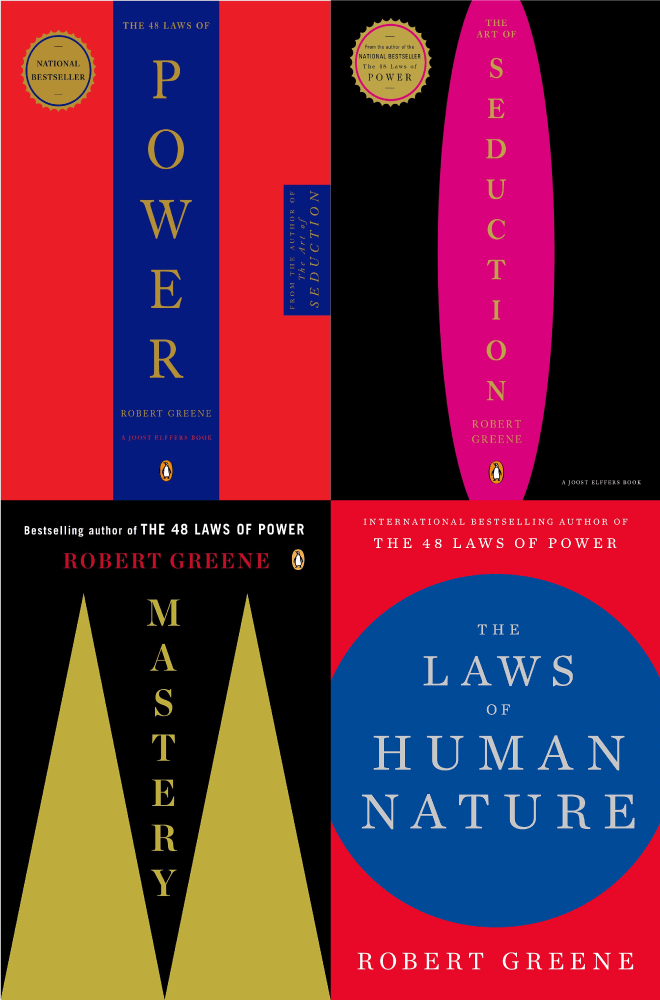 THE 48 LAWS OF
POWER
NATIONAL
BESTSELLER
FROM THE AUTHOR OF
The Art of
SEDUCTION
ROBERT GREENE
A JOOST ELFFERS BOOK
From the author of the
NATIONAL BESTSELLER
The 48 Laws of
POWER
THE
ART OF
SEDUCTION
ROBERT
GREENE
A JOOST ELFFERS BOOK
Bestselling author of THE 48 LAWS OF POWER
ROBERT GREENE
MASTERY
INTERNATIONAL BESTSELLING AUTHOR OF
THE 48 LAWS OF POWER
THE
LAWS
OF
HUMAN
NATURE
ROBERT GREENE